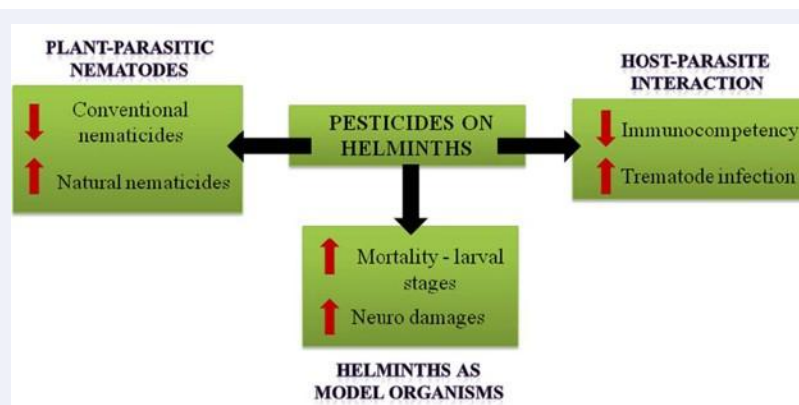 PLANT-PARASITIC
NEMATODES
Conventional
nematicides
Natural nematicides
PESTICIDES ON
HELMINTHS
HOST-PARASITE
INTERACTION
Immunocompetency
Trematode infection
Mortality - larval
stages
Neuro damages
HELMINTHS AS
MODEL ORGANISMS